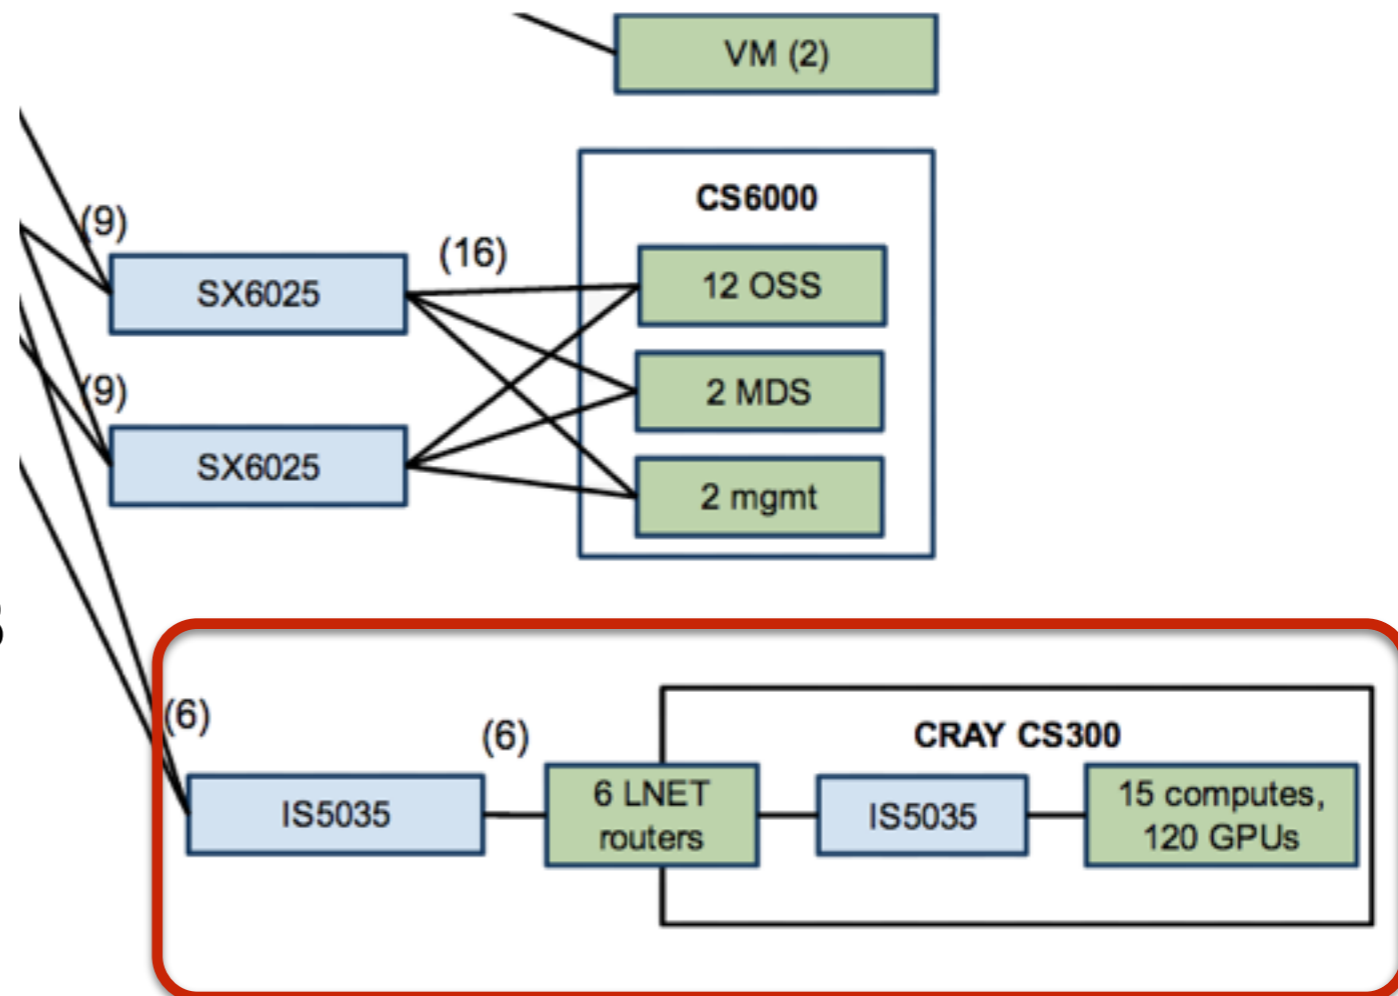 VM (2)
CS6000
(9)
(16)
SX6025
12 OSS
(9)
2 MDS
SX6025
2 mgmt
(6)
(6)
CRAY CS300
IS5035
6 LNET
routers
IS5035
15 computes,
120 GPUs